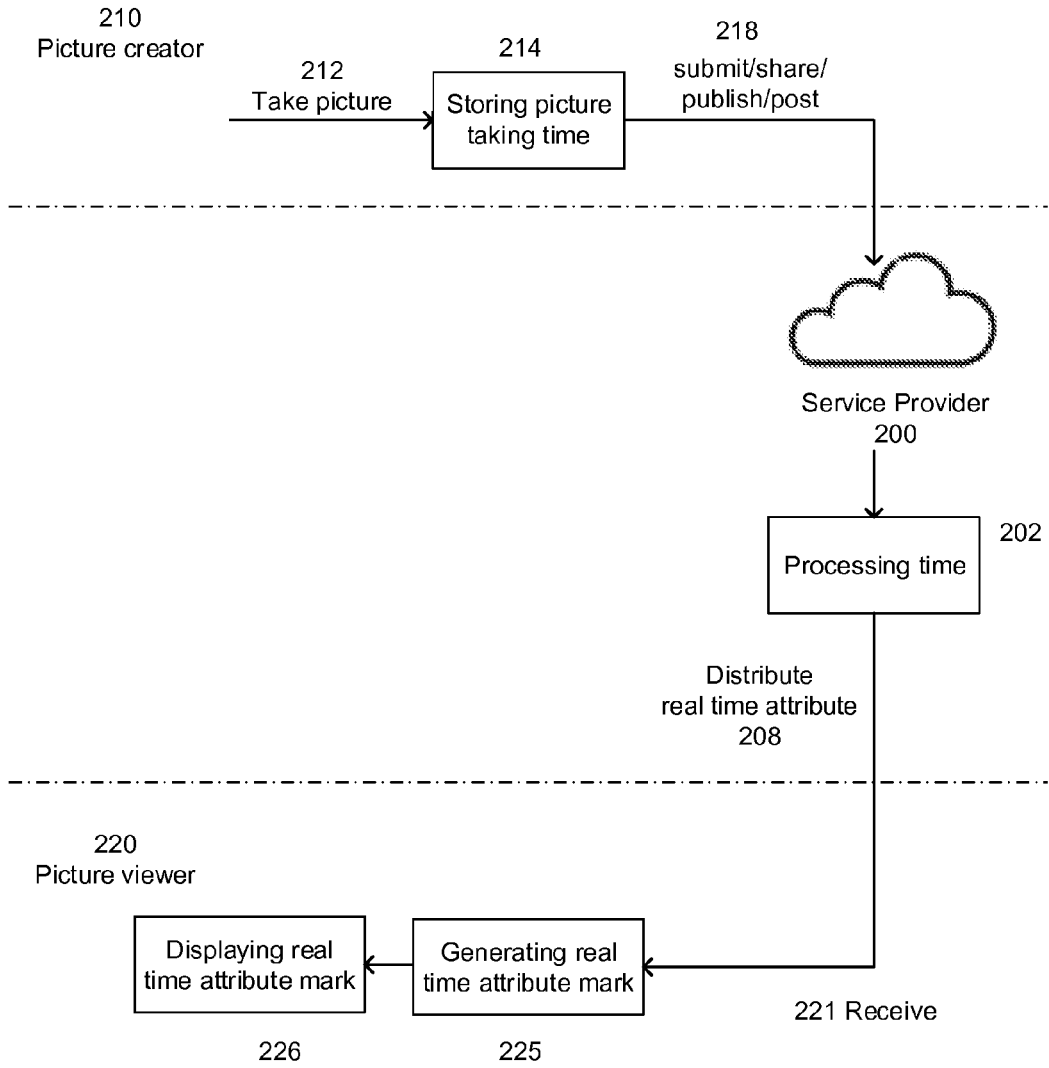 210
Picture creator
212
Take picture
214
Storing picture
taking time
218
submit/share/
publish/post
Service Provider
200
Processing time
202
Distribute
real time attribute
208
220
Picture viewer
221 Receive
Generating real
time attribute mark
225
Displaying real
time attribute mark
226